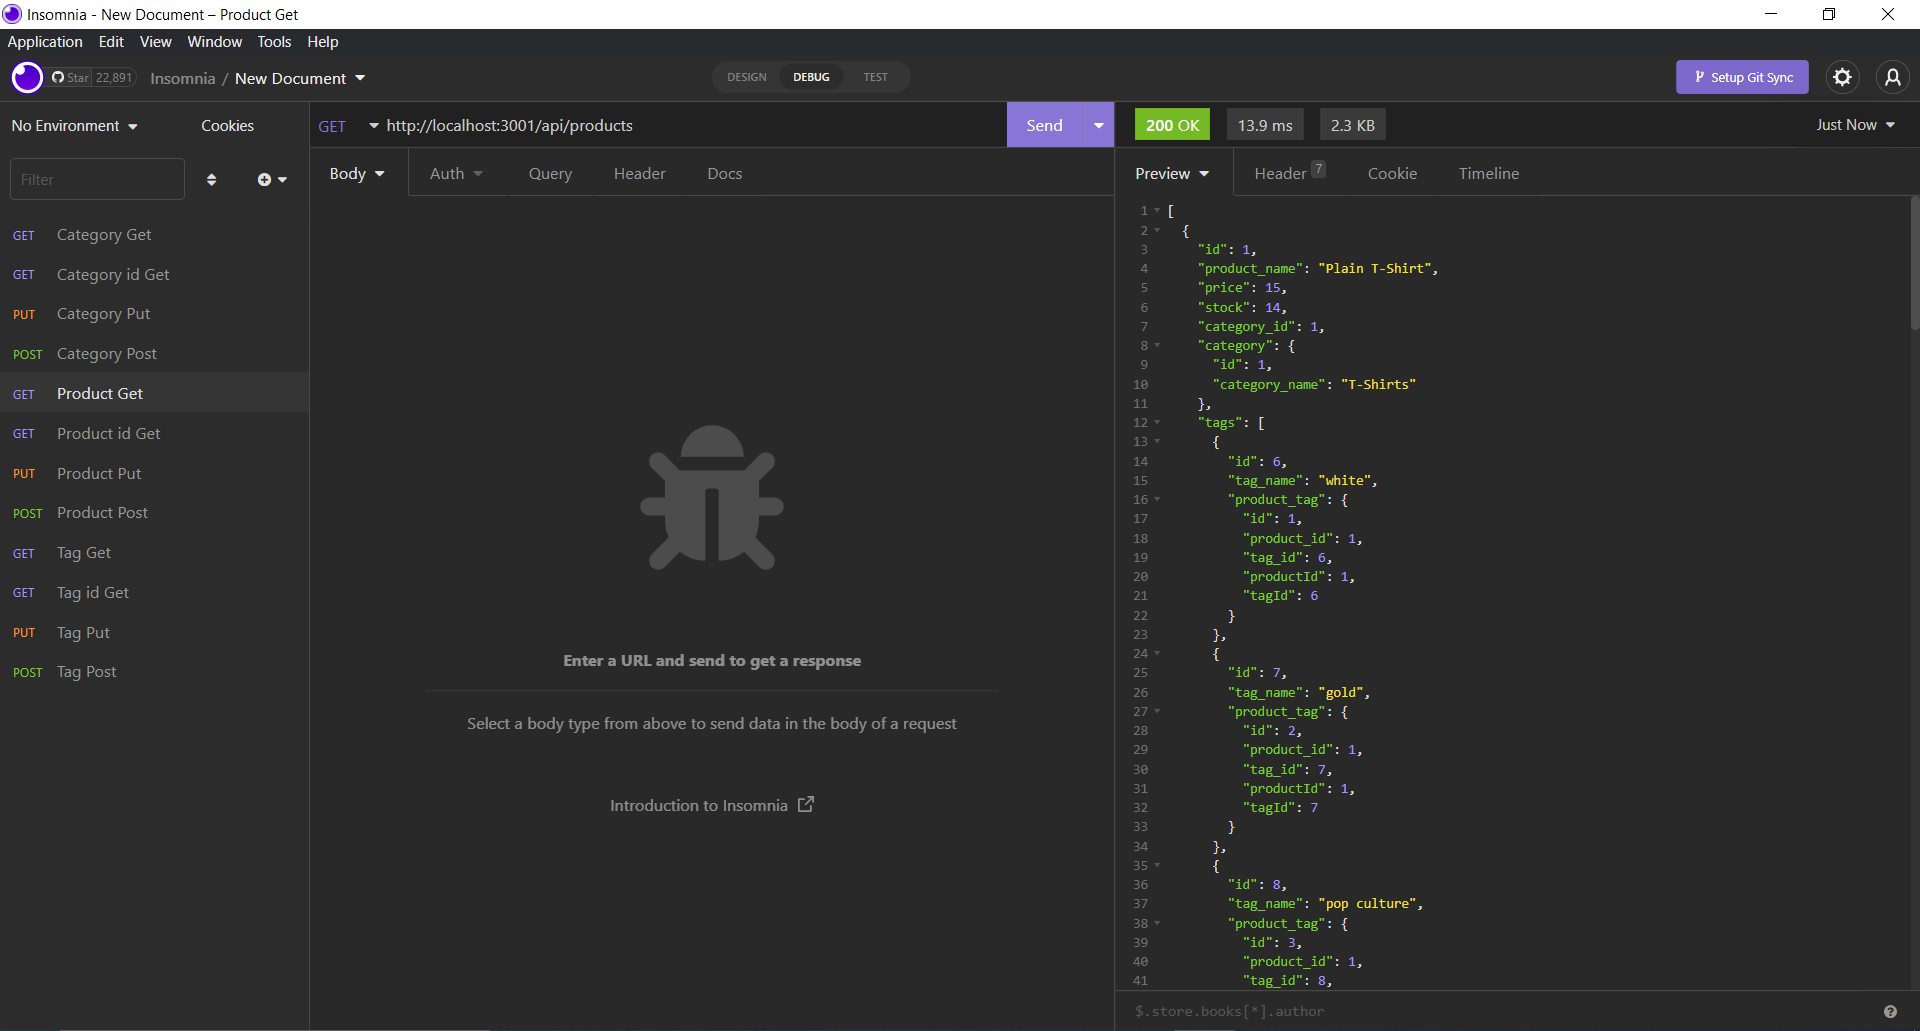 Insomnia - New Document – Product Get
Application Edit View Window Tools Help
Star 22,891 Insomnia / New Document DESIGN DEBUG TEST Setup Git Sync
No Environment Cookies
Filter
GET Category Get
GET Category id Get
PUT Category Put
POST Category Post
GET Product Get
GET Product id Get
PUT Product Put
POST Product Post
GET Tag Get
GET Tag id Get
PUT Tag Put
POST Tag Post
GET http://localhost:3001/api/products Send
Body Auth Query Header Docs
Enter a URL and send to get a response
Select a body type from above to send data in the body of a request
Introduction to Insomnia
200 OK 13.9 ms 2.3 KB Just Now
Preview Header 7 Cookie Timeline
1 [
2 {
3 "id": 1,
4 "product_name": "Plain T-Shirt",
5 "price": 15,
6 "stock": 14,
7 "category_id": 1,
8 "category": {
9 "id": 1,
10 "category_name": "T-Shirts"
11 },
12 "tags": [
13 {
14 "id": 6,
15 "tag_name": "white",
16 "product_tag": {
17 "id": 1,
18 "product_id": 1,
19 "tag_id": 6,
20 "productId": 1,
21 "tagId": 6
22 }
23 },
24 {
25 "id": 7,
26 "tag_name": "gold",
27 "product_tag": {
28 "id": 2,
29 "product_id": 1,
30 "tag_id": 7,
31 "productId": 1,
32 "tagId": 7
33 }
34 },
35 {
36 "id": 8,
37 "tag_name": "pop culture",
38 "product_tag": {
39 "id": 3,
40 "product_id": 1,
41 "tag_id": 8,
$.store.books[*].author